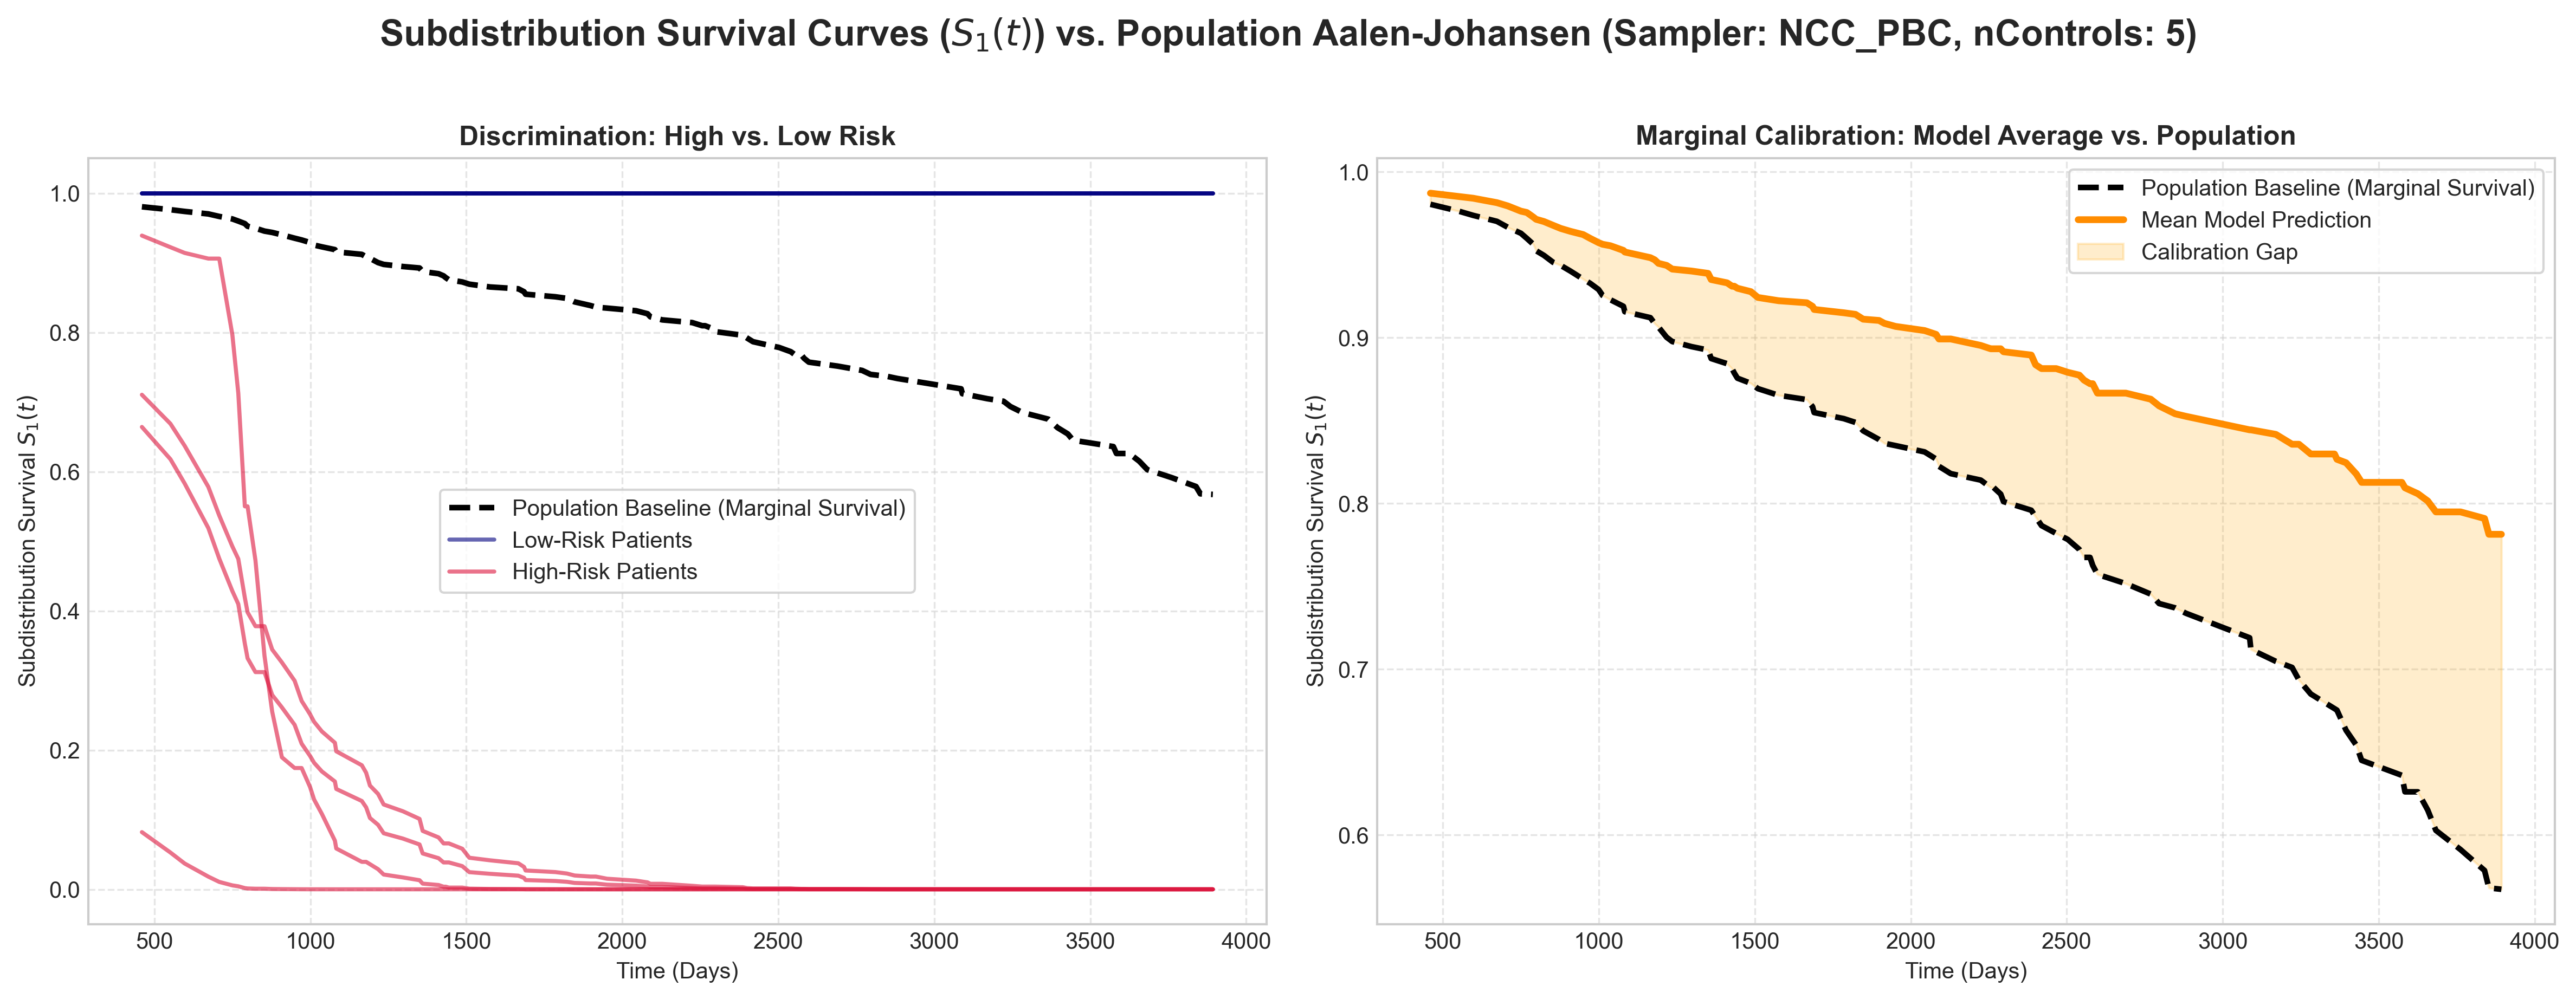 Subdistribution Survival Curves (S₁(t)) vs. Population Aalen-Johansen (Sampler: NCC_PBC, nControls: 5)
Discrimination: High vs. Low Risk
Subdistribution Survival S₁(t)
1.0
0.8
0.6
0.4
0.2
0.0
Population Baseline (Marginal Survival)
Low-Risk Patients
High-Risk Patients
500 1000 1500 2000 2500 3000 3500 4000
Time (Days)
Marginal Calibration: Model Average vs. Population
Subdistribution Survival S₁(t)
1.0
0.9
0.8
0.7
0.6
Population Baseline (Marginal Survival)
Mean Model Prediction
Calibration Gap
500 1000 1500 2000 2500 3000 3500 4000
Time (Days)